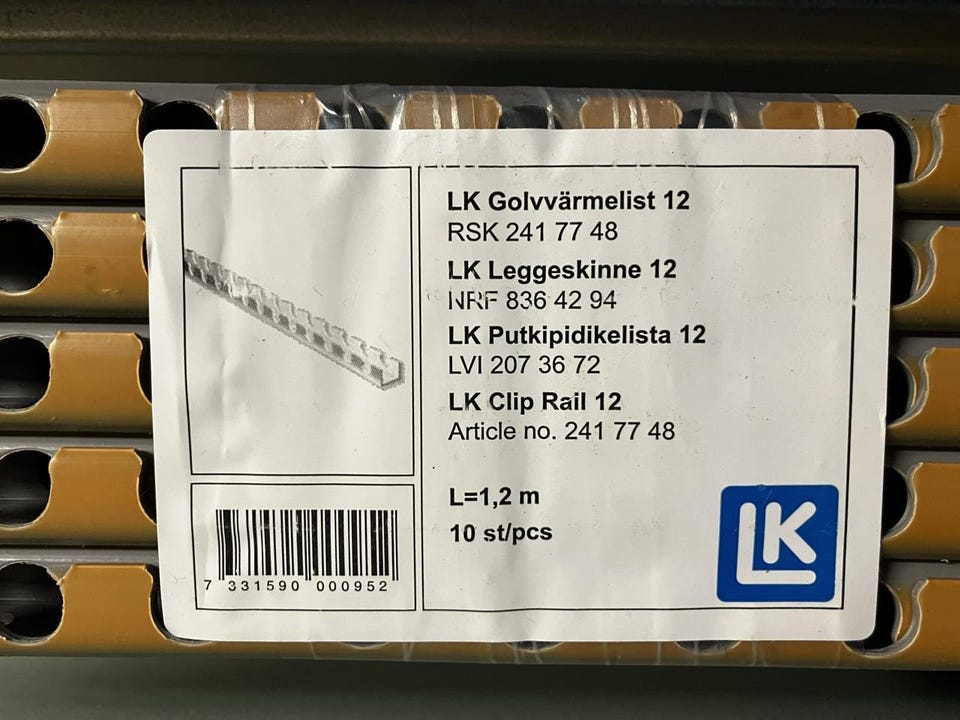 LK Golvvärmelist 12
RSK 241 77 48
LK Leggeskinne 12
NRF 836 42 94
LK Putkipidikelista 12
LVI 207 36 72
LK Clip Rail 12
Article no. 241 77 48
L=1,2 m
10 st/pcs
7 331590 000952
LK